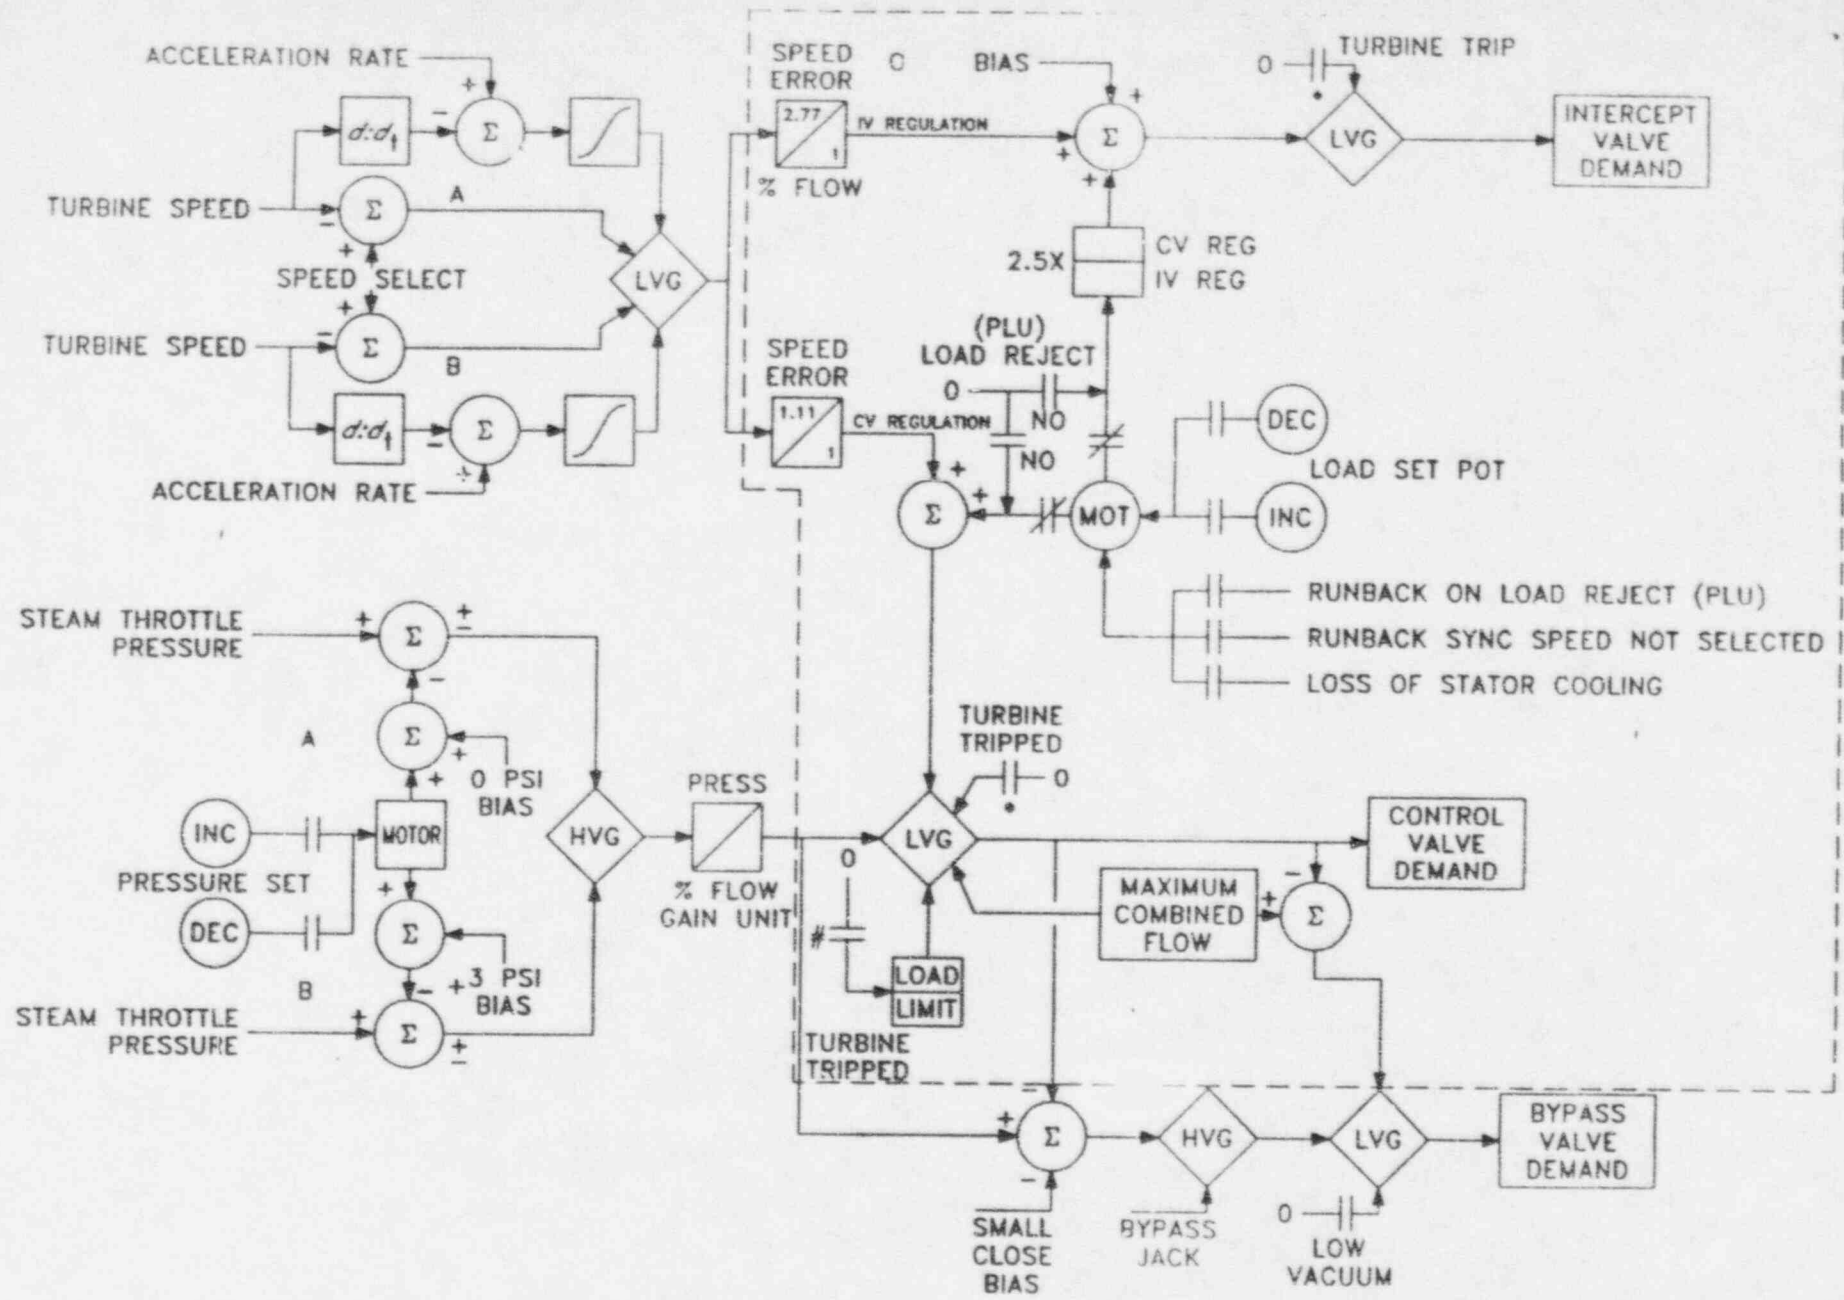 ACCELERATION RATE
d:dt
Σ
TURBINE SPEED
Σ
A
SPEED SELECT
LVG
TURBINE SPEED
Σ
B
d:dt
Σ
ACCELERATION RATE
SPEED
ERROR
2.77
1
% FLOW
IV REGULATION
BIAS
Σ
0
TURBINE TRIP
LVG
INTERCEPT
VALVE
DEMAND
2.5X
CV REG
IV REG
(PLU)
LOAD REJECT
0
NO
NO
SPEED
ERROR
1.11
1
CV REGULATION
Σ
MOT
DEC
LOAD SET POT
INC
RUNBACK ON LOAD REJECT (PLU)
RUNBACK SYNC SPEED NOT SELECTED
LOSS OF STATOR COOLING
STEAM THROTTLE
PRESSURE
Σ
A
Σ
0 PSI
BIAS
INC
MOTOR
PRESSURE SET
DEC
Σ
B
+3 PSI
BIAS
STEAM THROTTLE
PRESSURE
Σ
HVG
PRESS
% FLOW
GAIN UNIT
TURBINE
TRIPPED
0
LVG
0
#
LOAD
LIMIT
MAXIMUM
COMBINED
FLOW
Σ
CONTROL
VALVE
DEMAND
TURBINE
TRIPPED
Σ
SMALL
CLOSE
BIAS
HVG
BYPASS
JACK
LVG
0
LOW
VACUUM
BYPASS
VALVE
DEMAND